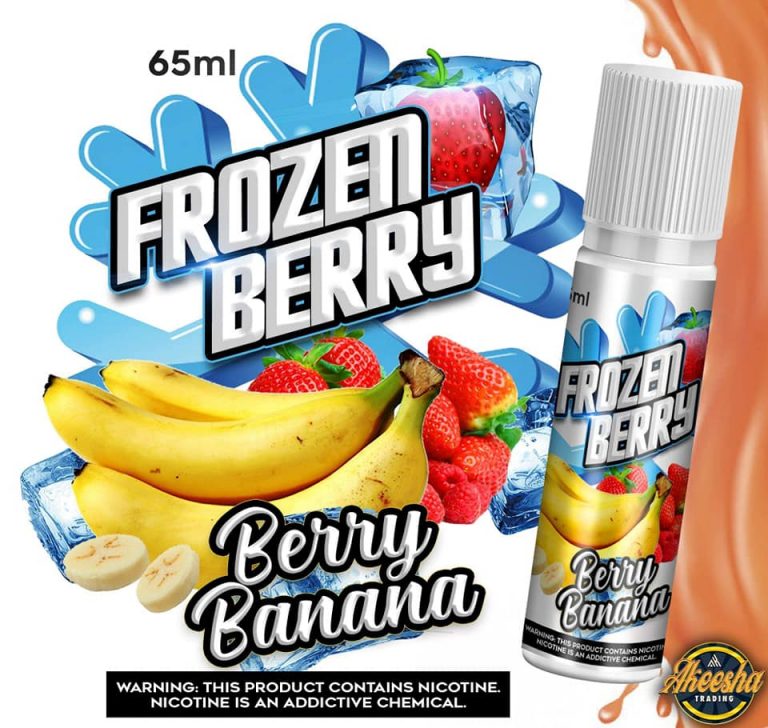 65ml
FROZEN
BERRY
Berry
Banana
WARNING: THIS PRODUCT CONTAINS NICOTINE.
NICOTINE IS AN ADDICTIVE CHEMICAL.
ml
FROZEN
BERRY
Berry
Banana
WARNING: THIS PRODUCT CONTAINS NICOTIN
NICOTINE IS AN ADDICTIVE CHEMICAL.
Aheesha
TRADING